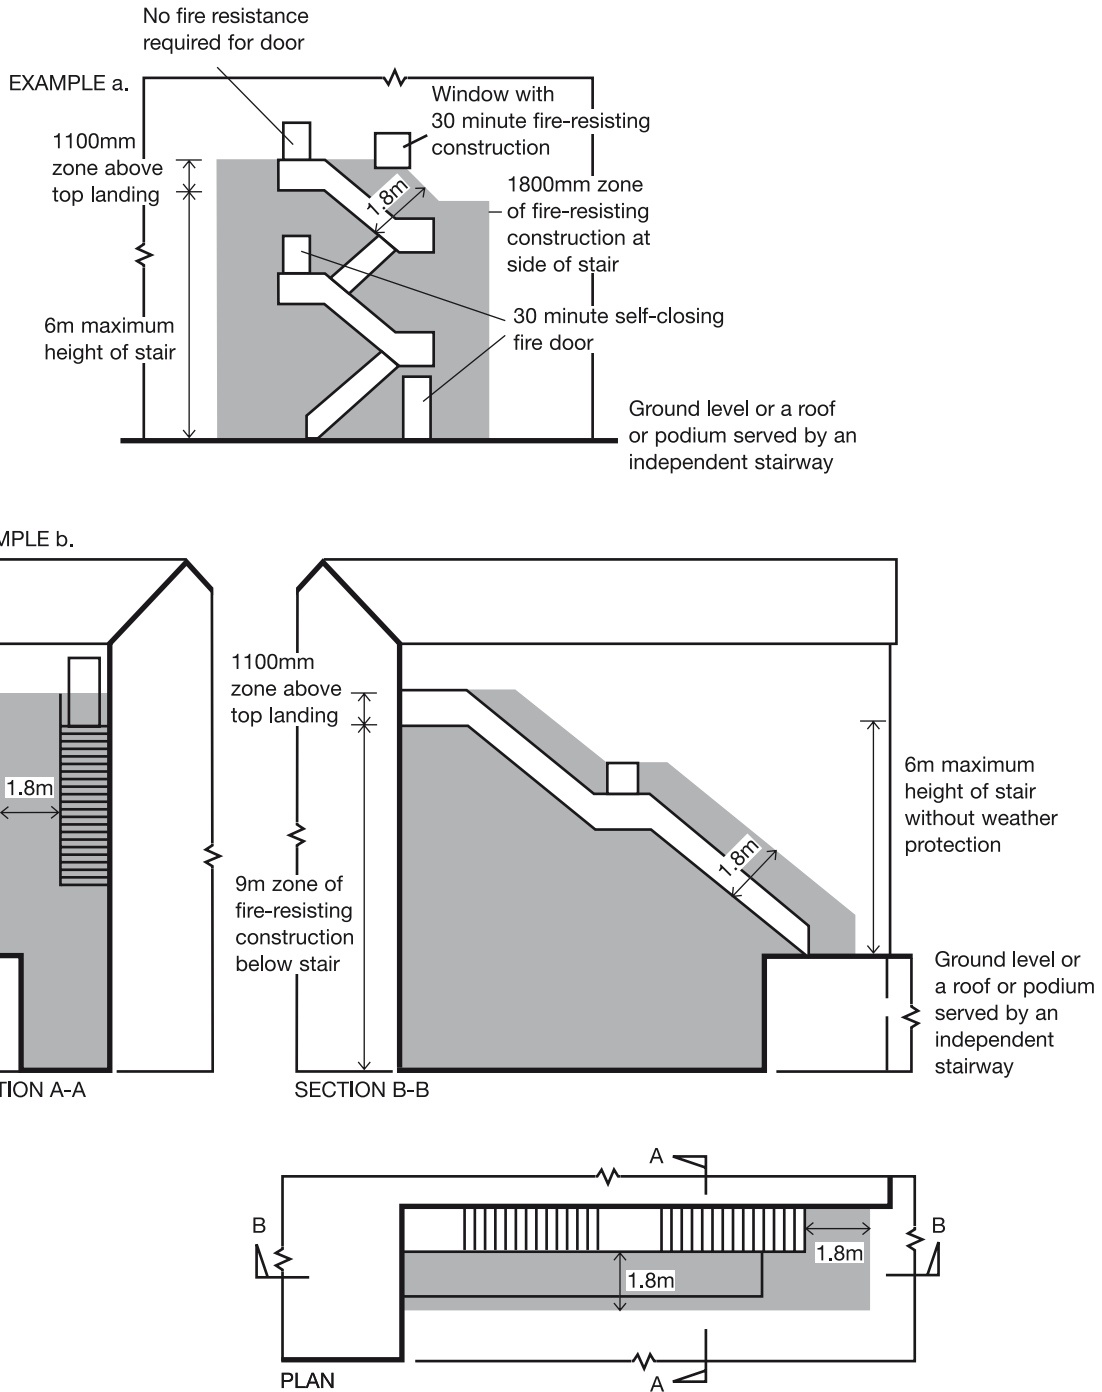 No fire resistance
required for door
EXAMPLE a.
Window with
30 minute fire-resisting
construction
1100mm
zone above
top landing
1.8m
1800mm zone
of fire-resisting
construction at
side of stair
6m maximum
height of stair
30 minute self-closing
fire door
Ground level or a roof
or podium served by an
independent stairway
MPLE b.
1100mm
zone above
top landing
1.8m
6m maximum
height of stair
without weather
protection
1.8m
9m zone of
fire-resisting
construction
below stair
Ground level or
a roof or podium
served by an
independent
stairway
TION A-A
SECTION B-B
A
B
B
1.8m
1.8m
PLAN
A